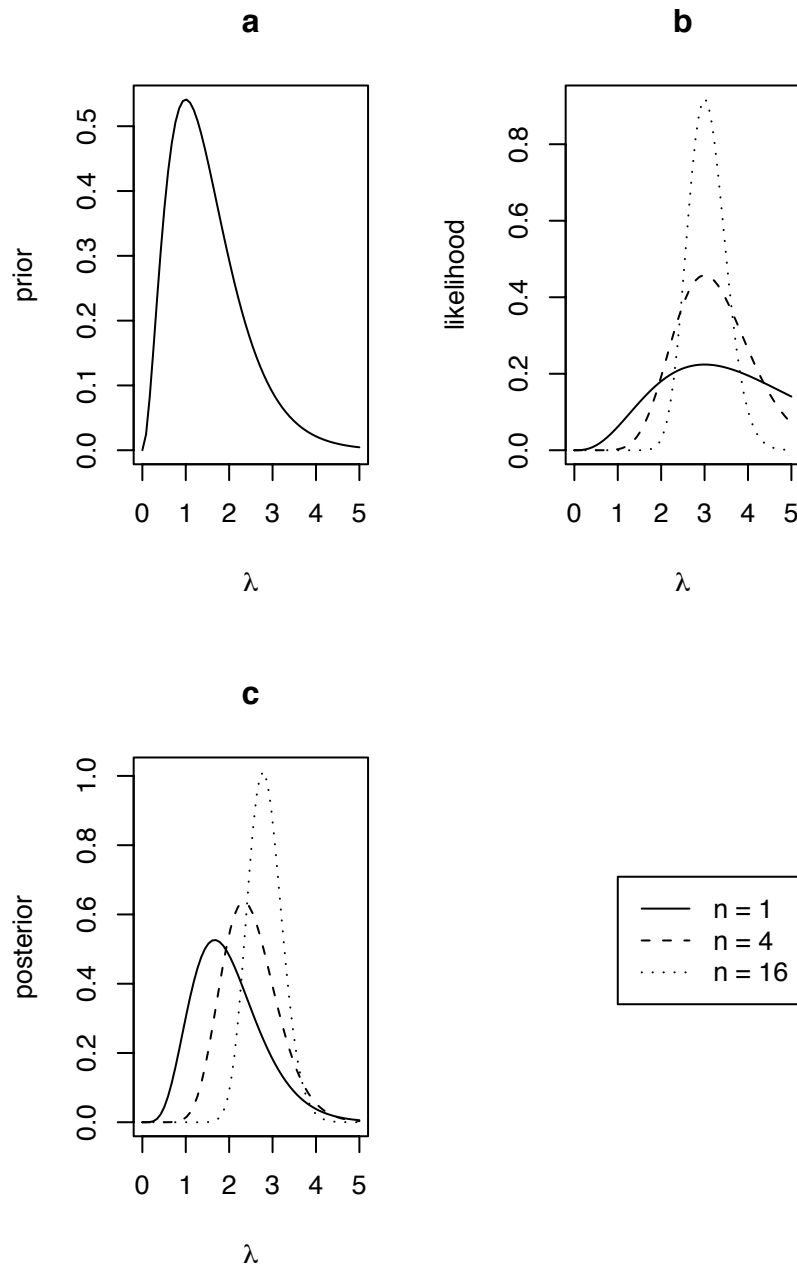 a
prior
0.0 0.1 0.2 0.3 0.4 0.5
0 1 2 3 4 5
λ
b
likelihood
0.0 0.2 0.4 0.6 0.8
0 1 2 3 4 5
λ
c
posterior
0.0 0.2 0.4 0.6 0.8 1.0
0 1 2 3 4 5
λ
n = 1
n = 4
n = 16